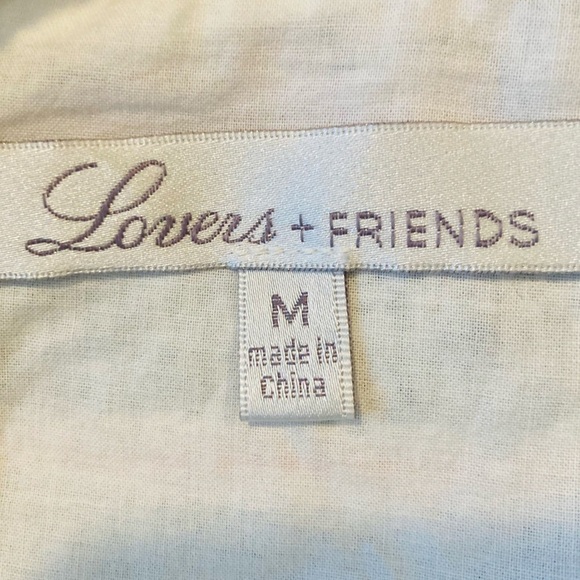 Lovers + FRIENDS
M
made in
China